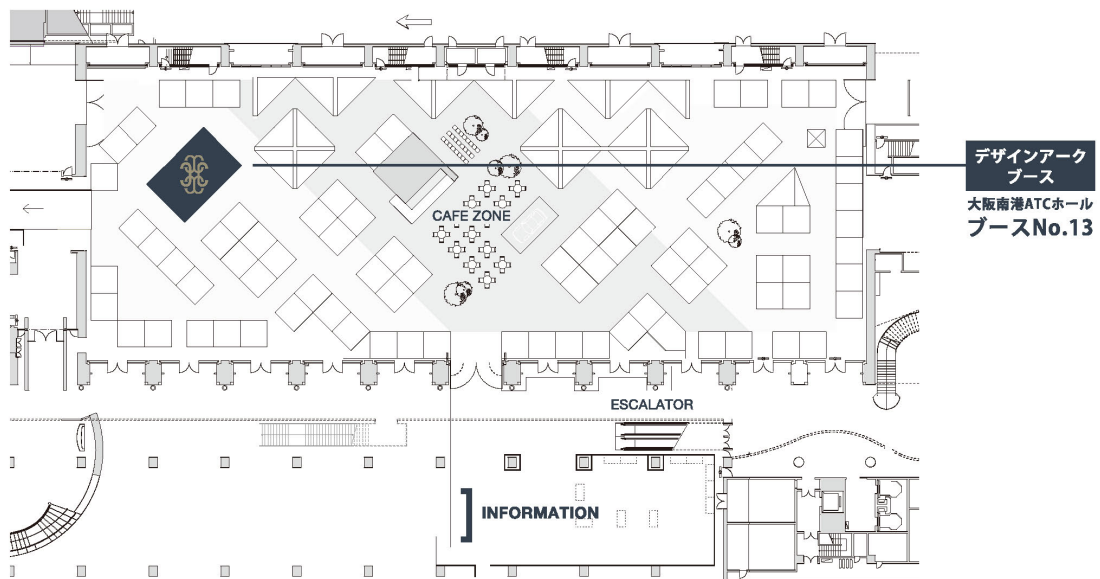 デザインアーク
ブース
大阪南港ATCホール
ブースNo.13
CAFE ZONE
ESCALATOR
INFORMATION